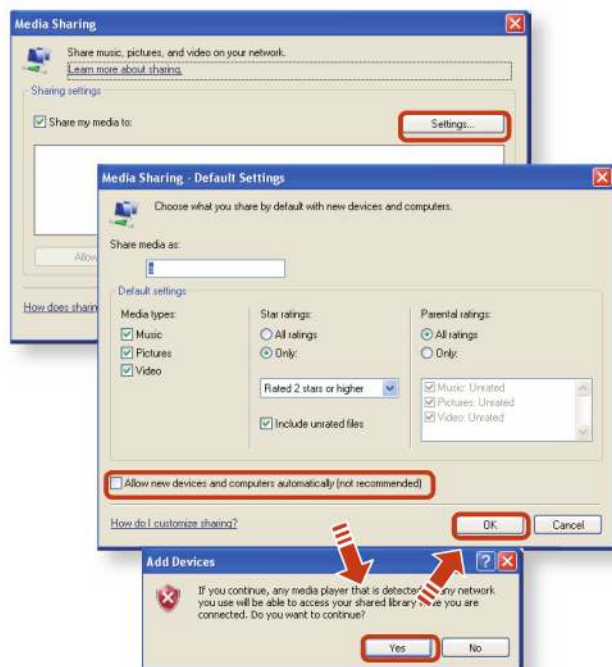 Media Sharing
Share music, pictures, and video on your network.
Learn more about sharing.
Sharing settings
Share my media to:
Settings...
Allow
How does sharin
Media Sharing - Default Settings
Choose what you share by default with new devices and computers.
Share media as:
Default settings
Media types:
Music
Pictures
Video
Star ratings:
All ratings
Only:
Rated 2 stars or higher
Include unrated files
Parental ratings:
All ratings
Only:
Music: Unrated
Pictures: Unrated
Video: Unrated
Allow new devices and computers automatically (not recommended)
How do I customize sharing?
OK
Cancel
Add Devices
If you continue, any media player that is detected ny network
you use will be able to access your shared library you are
connected. Do you want to continue?
Yes
No